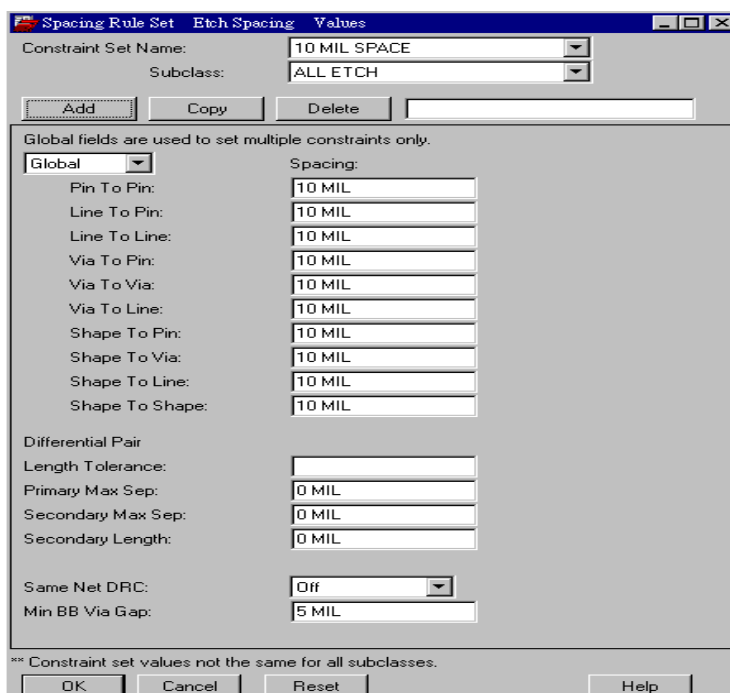 Spacing Rule Set Etch Spacing Values
Constraint Set Name: 10 MIL SPACE
Subclass: ALL ETCH
Add Copy Delete
Global fields are used to set multiple constraints only.
Global Spacing:
Pin To Pin: 10 MIL
Line To Pin: 10 MIL
Line To Line: 10 MIL
Via To Pin: 10 MIL
Via To Via: 10 MIL
Via To Line: 10 MIL
Shape To Pin: 10 MIL
Shape To Via: 10 MIL
Shape To Line: 10 MIL
Shape To Shape: 10 MIL
Differential Pair
Length Tolerance:
Primary Max Sep: 0 MIL
Secondary Max Sep: 0 MIL
Secondary Length: 0 MIL
Same Net DRC: Off
Min BB Via Gap: 5 MIL
** Constraint set values not the same for all subclasses.
OK Cancel Reset Help